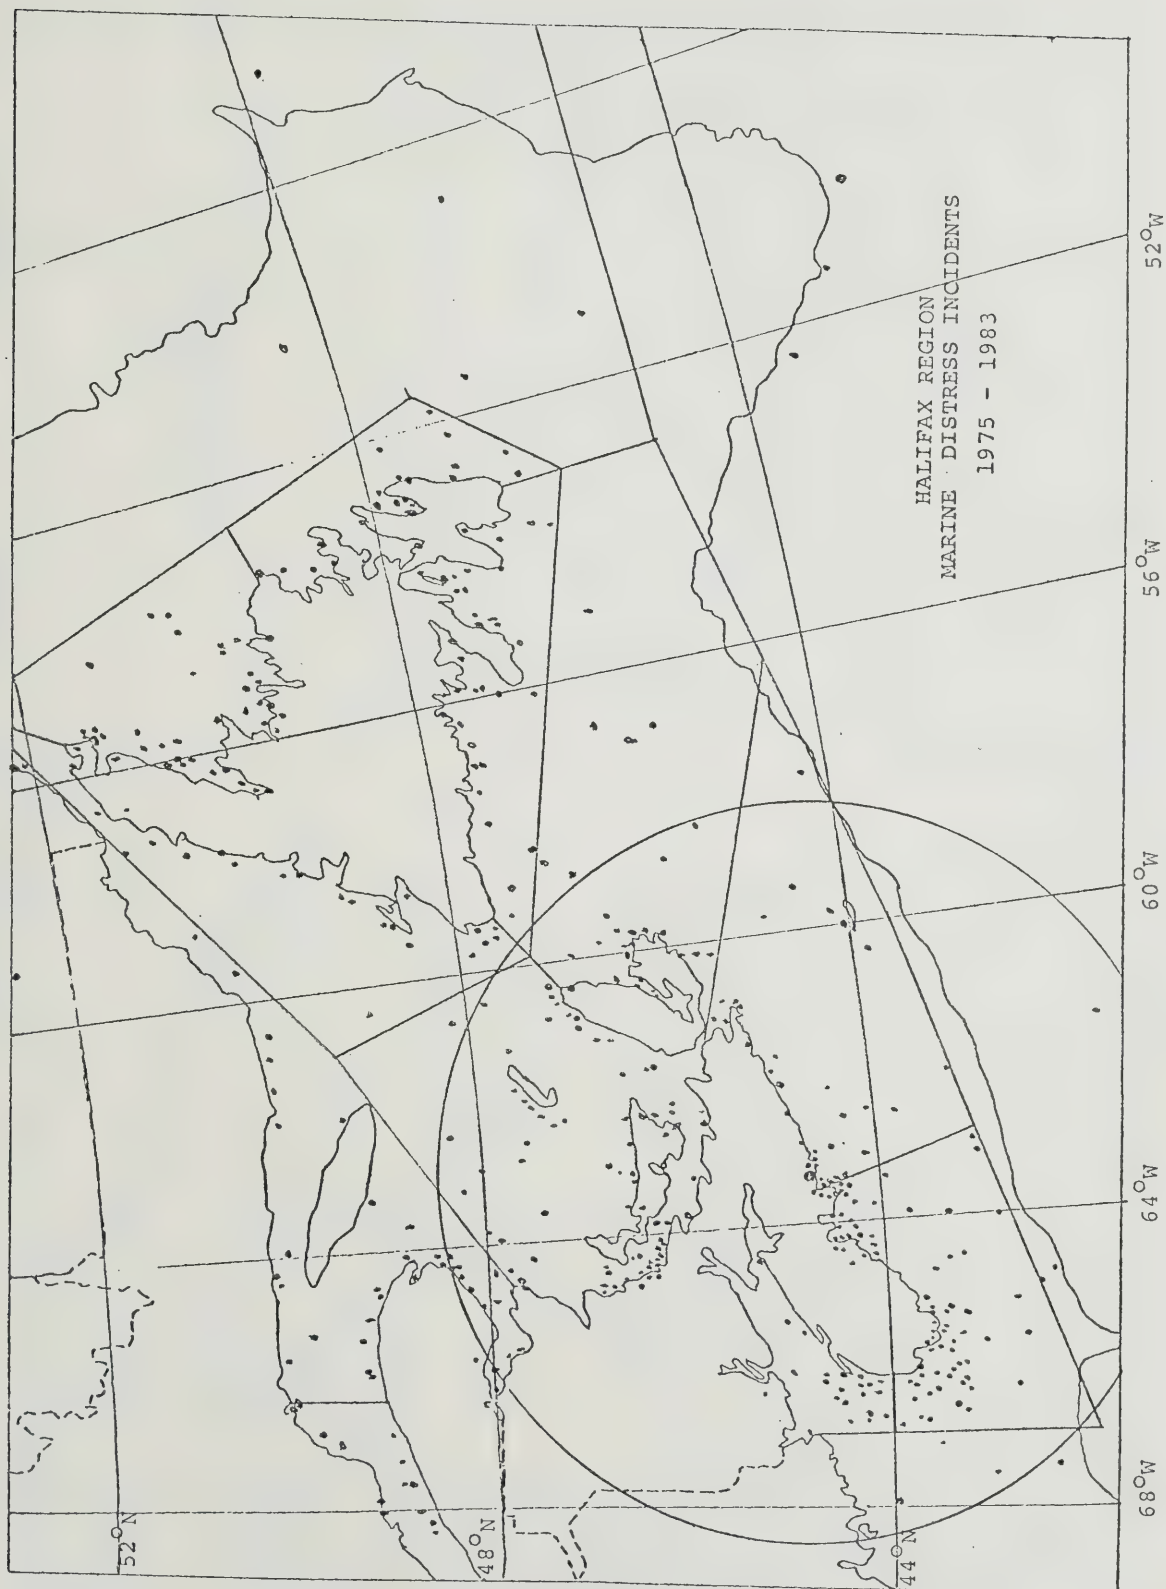 HALIFAX REGION
MARINE DISTRESS INCIDENTS
1975 - 1983
52°N
48°N
44°N
68°W
64°W
60°W
56°W
52°W